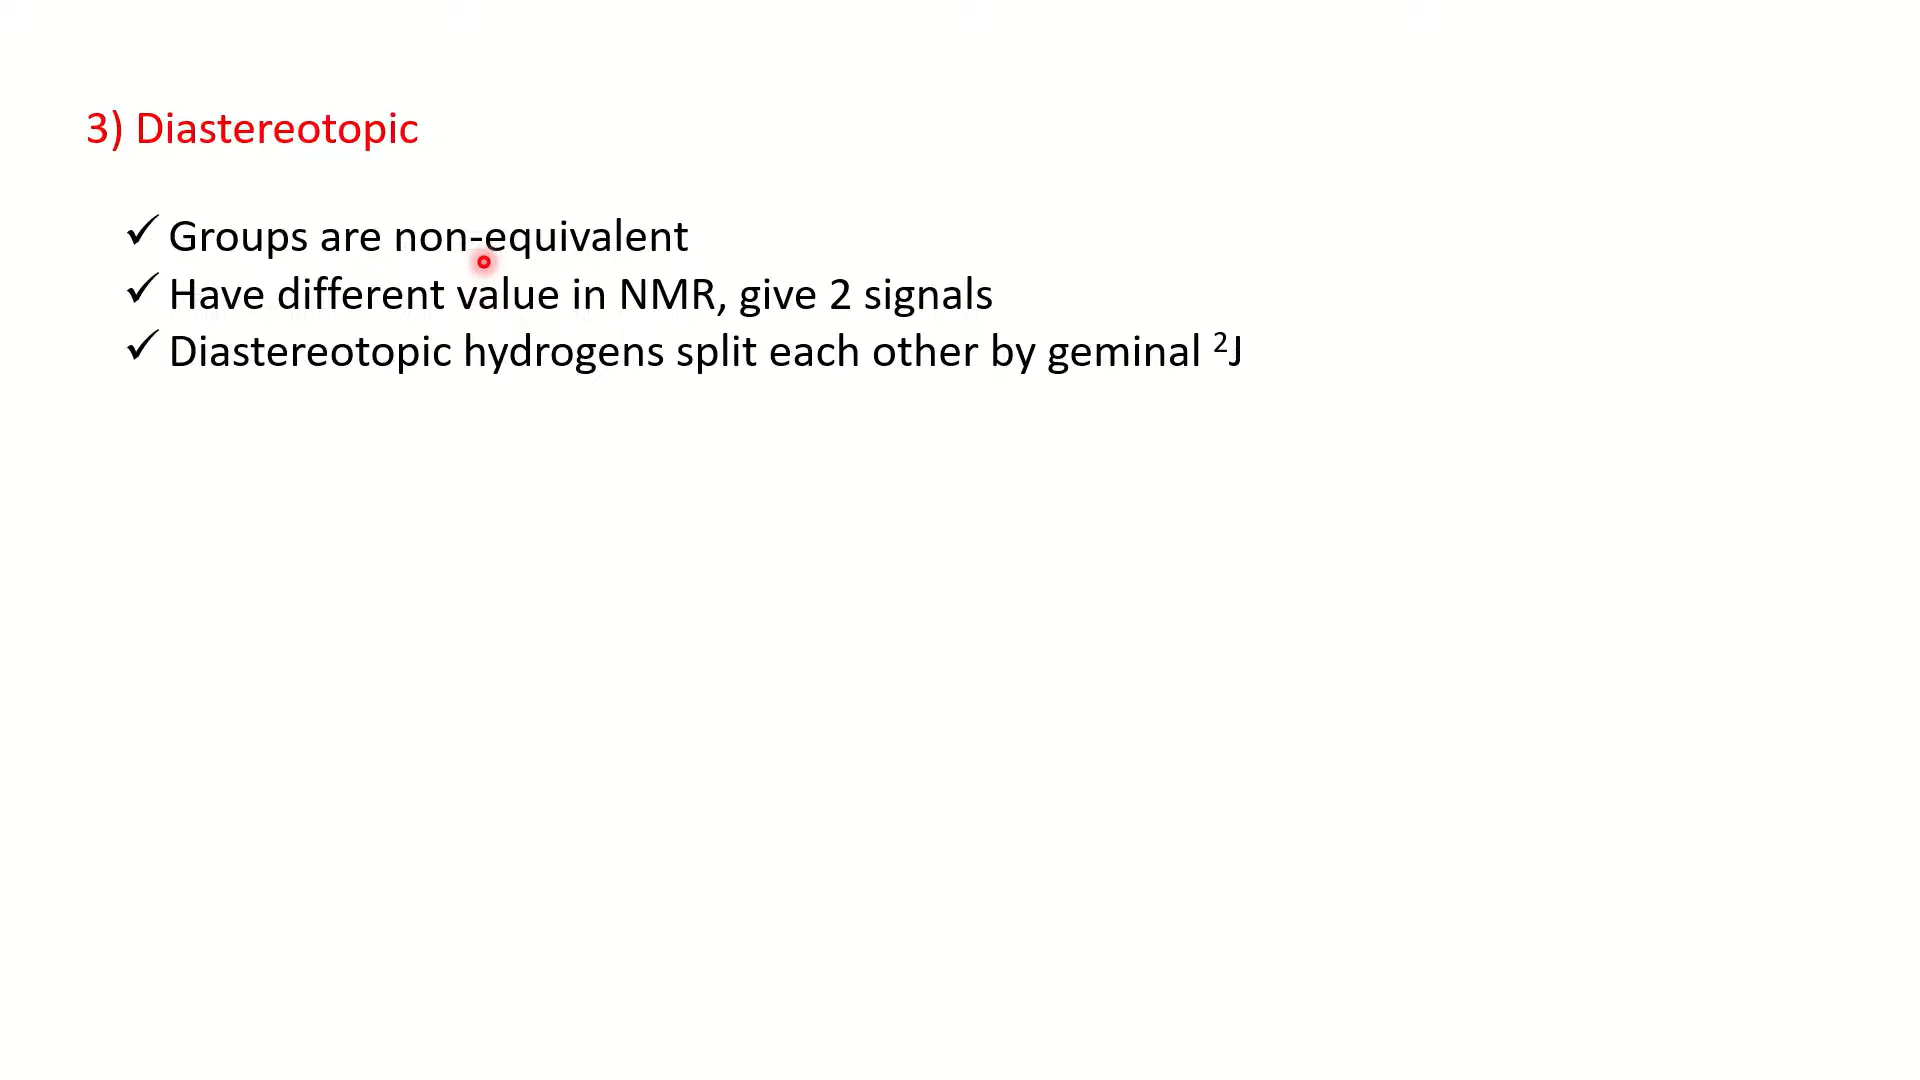 3) Diastereotopic
✓ Groups are non-equivalent
✓ Have different value in NMR, give 2 signals
✓ Diastereotopic hydrogens split each other by geminal ²J